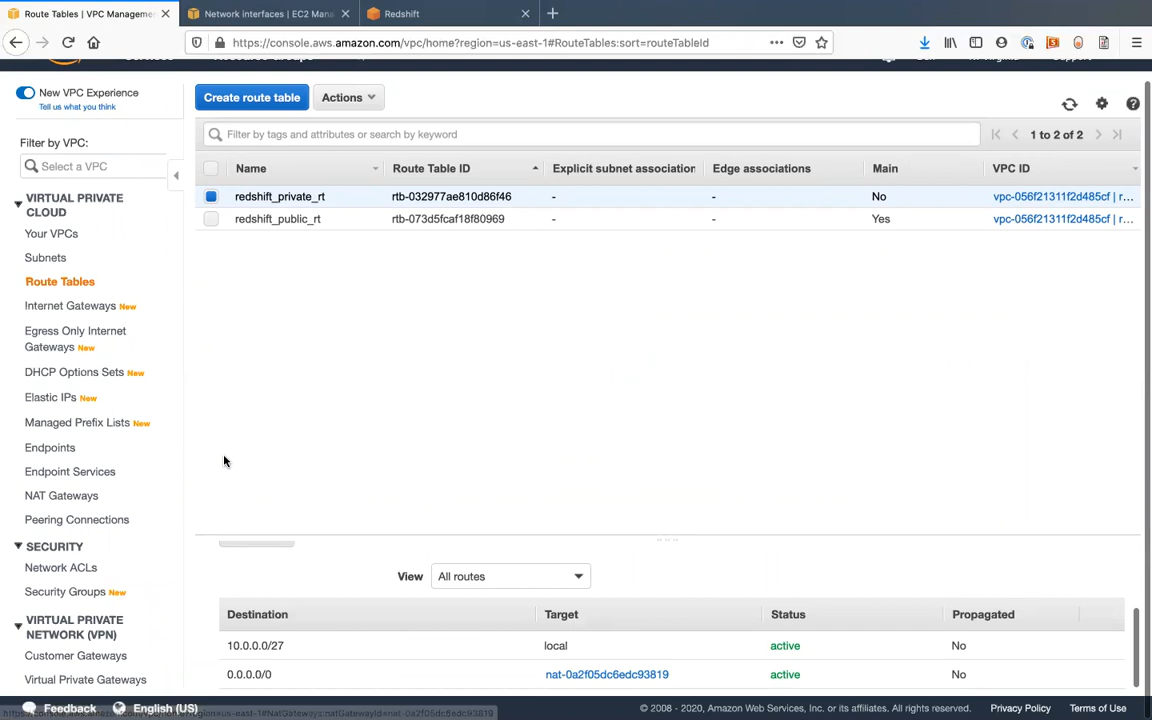 Route Tables | VPC Managemen
Network interfaces | EC2 Mana
Redshift
https://console.aws.amazon.com/vpc/home?region=us-east-1#RouteTables:sort=routeTableId
New VPC Experience
Tell us what you think
Create route table
Actions
Filter by VPC:
Select a VPC
Filter by tags and attributes or search by keyword
1 to 2 of 2
Name Route Table ID Explicit subnet association Edge associations Main VPC ID
redshift_private_rt rtb-032977ae810d86f46 - - No vpc-056f21311f2d485cf | r...
redshift_public_rt rtb-073d5fcaf18f80969 - - Yes vpc-056f21311f2d485cf | r...
VIRTUAL PRIVATE
CLOUD
Your VPCs
Subnets
Route Tables
Internet Gateways New
Egress Only Internet
Gateways New
DHCP Options Sets New
Elastic IPs New
Managed Prefix Lists New
Endpoints
Endpoint Services
NAT Gateways
Peering Connections
SECURITY
Network ACLs
Security Groups New
VIRTUAL PRIVATE
NETWORK (VPN)
Customer Gateways
Virtual Private Gateways
View All routes
Destination Target Status Propagated
10.0.0.0/27 local active No
0.0.0.0/0 nat-0a2f05dc6edc93819 active No
Feedback
English (US)
© 2008 - 2020, Amazon Web Services, Inc. or its affiliates. All rights reserved.
Privacy Policy
Terms of Use